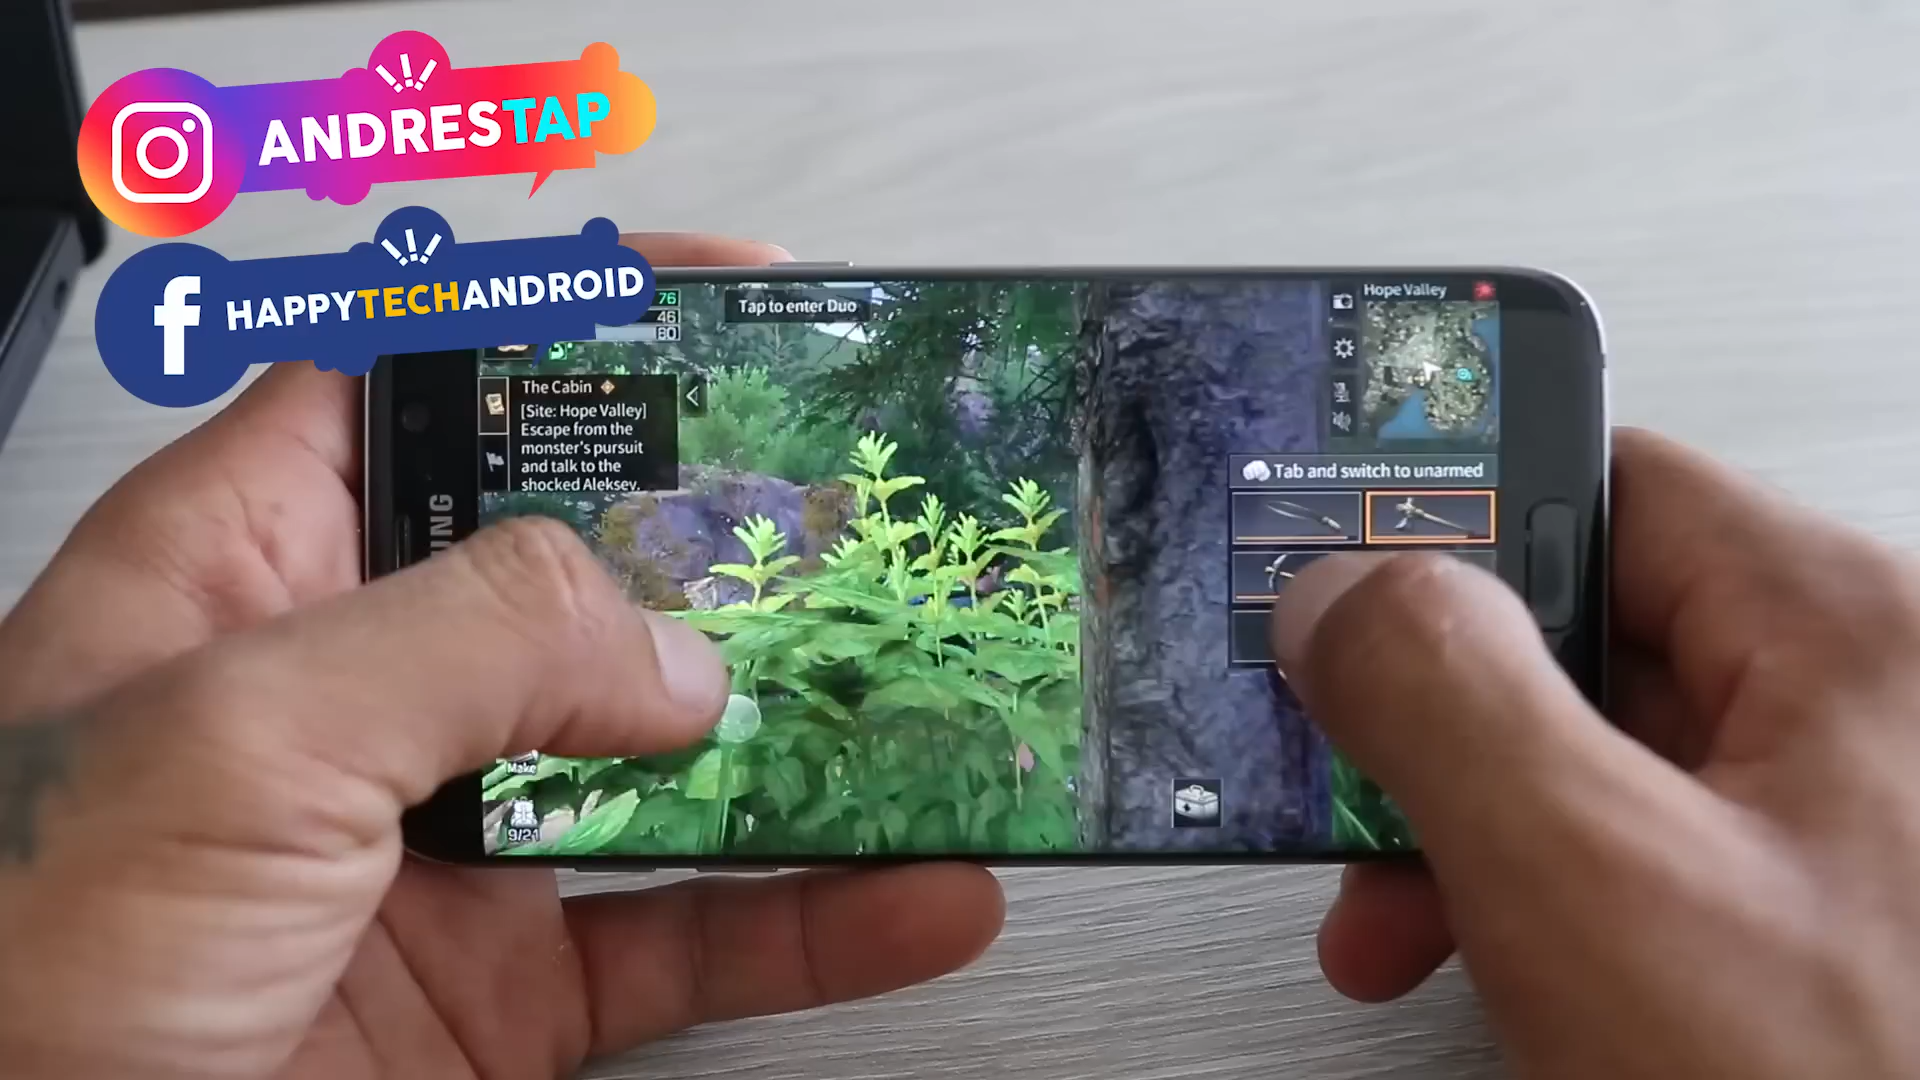 ANDRESTAP
HAPPYTECHANDROID
76
46
80
Tap to enter Duo
Hope Valley
The Cabin
[Site: Hope Valley]
Escape from the
monster's pursuit
and talk to the
shocked Aleksey.
Tab and switch to unarmed
Make
9/21